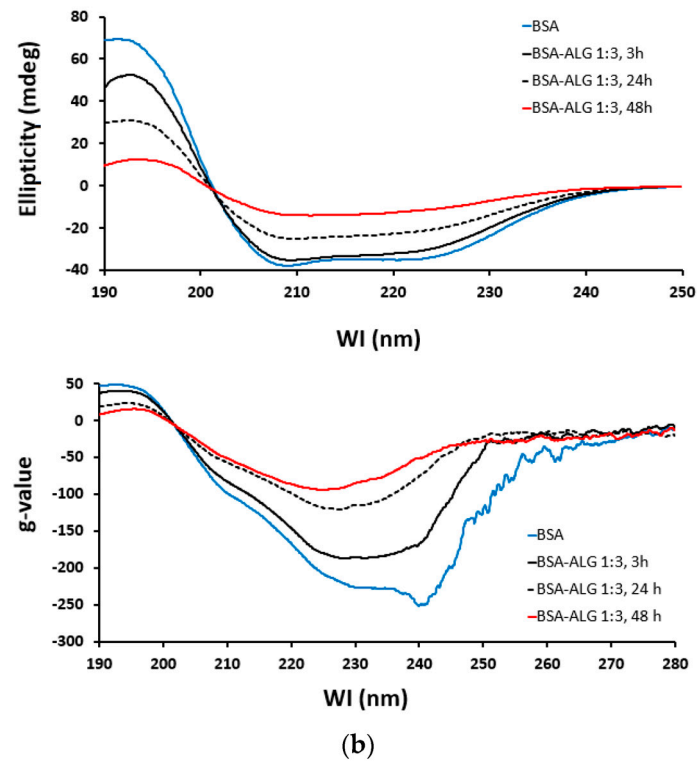 80
60
40
20
0
-20
-40
Ellipticity (mdeg)
BSA
BSA-ALG 1:3, 3h
BSA-ALG 1:3, 24h
BSA-ALG 1:3, 48h
190 200 210 220 230 240 250
WI (nm)
50
0
-50
-100
-150
-200
-250
-300
g-value
BSA
BSA-ALG 1:3, 3h
BSA-ALG 1:3, 24 h
BSA-ALG 1:3, 48 h
190 200 210 220 230 240 250 260 270 280
WI (nm)
(b)